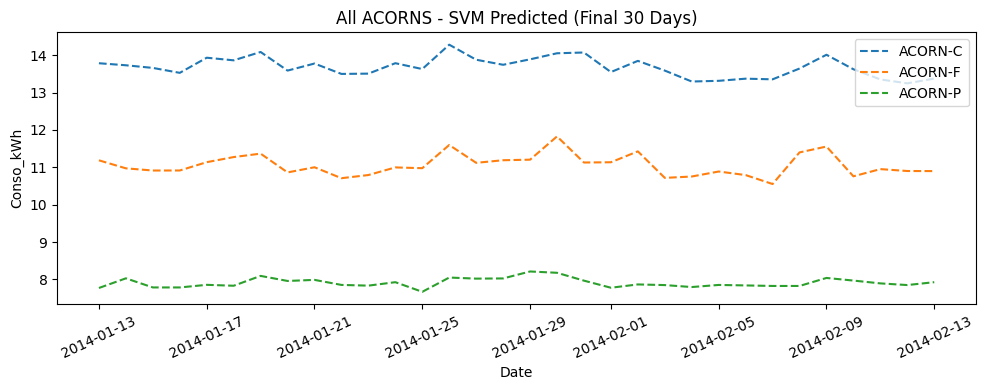 All ACORNS - SVM Predicted (Final 30 Days)
ACORN-C
ACORN-F
ACORN-P
Conso_kWh
14
13
12
11
10
9
8
2014-01-13
2014-01-17
2014-01-21
2014-01-25
2014-01-29
2014-02-01
2014-02-05
2014-02-09
2014-02-13
Date